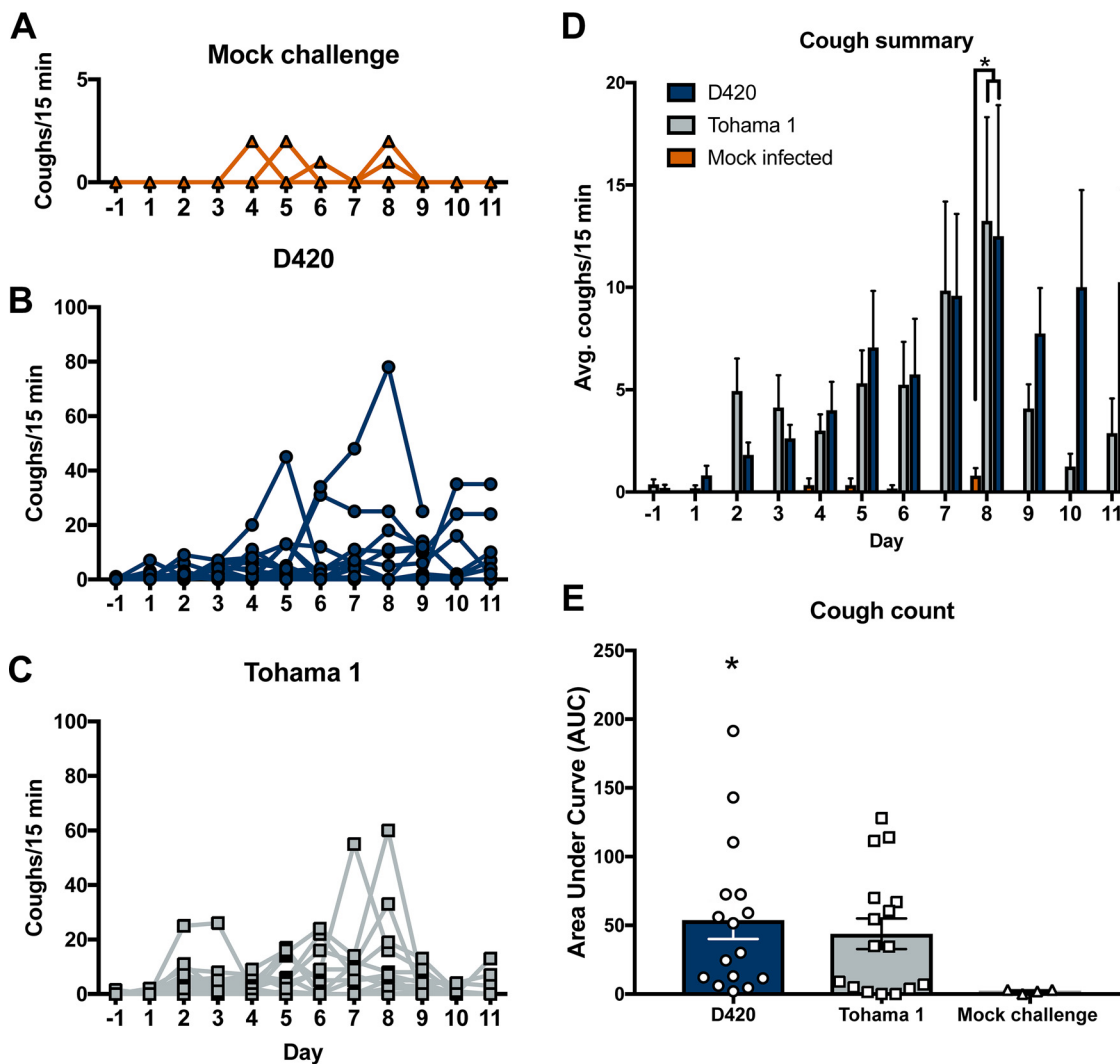 A
Mock challenge
Coughs/15 min
5
0
-1 1 2 3 4 5 6 7 8 9 10 11
B
D420
Coughs/15 min
100
80
60
40
20
0
-1 1 2 3 4 5 6 7 8 9 10 11
C
Tohama 1
Coughs/15 min
100
80
60
40
20
0
-1 1 2 3 4 5 6 7 8 9 10 11
Day
D
Cough summary
*
D420
Tohama 1
Mock infected
Avg. coughs/15 min
20
15
10
5
0
-1 1 2 3 4 5 6 7 8 9 10 11
Day
E
Cough count
Area Under Curve (AUC)
250
200
150
100
50
0
*
D420 Tohama 1 Mock challenge